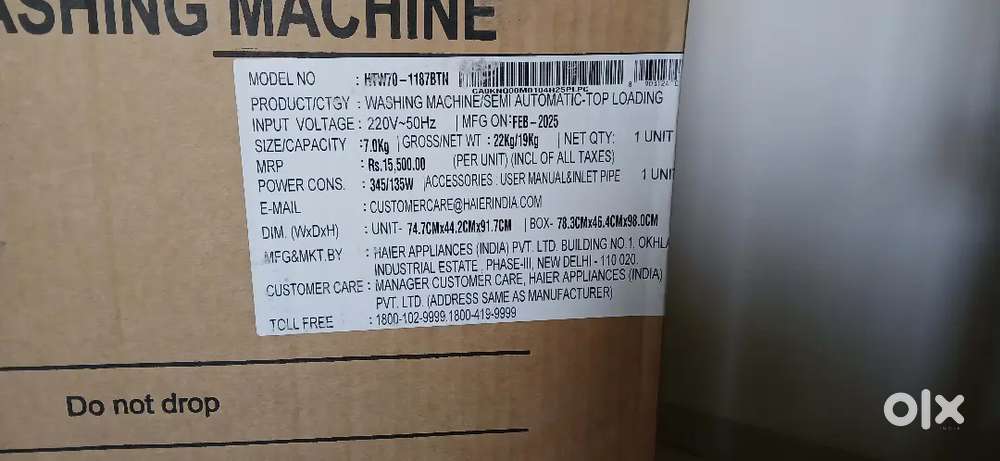 WASHING MACHINE
MODEL NO : HTW70-1187BTN
CA0KNQ00M0104H25PLPC
PRODUCT/CTGY : WASHING MACHINE/SEMI AUTOMATIC-TOP LOADING
INPUT VOLTAGE : 220V~50Hz | MFG ON:FEB-2025
SIZE/CAPACITY :7.0Kg |GROSS/NET WT : 22Kg/19Kg | NET QTY: 1 UNIT
MRP : Rs.15,500.00 (PER UNIT) (INCL OF ALL TAXES)
POWER CONS. : 345/135W |ACCESSORIES : USER MANUAL&INLET PIPE 1 UNIT
E-MAIL : CUSTOMERCARE@HAIERINDIA.COM
DIM. (WxDxH) : UNIT- 74.7CMx44.2CMx91.7CM | BOX- 78.3CMx46.4CMx98.0CM
MFG&MKT.BY : HAIER APPLIANCES (INDIA) PVT. LTD. BUILDING NO.1, OKHLA
INDUSTRIAL ESTATE , PHASE-III, NEW DELHI - 110 020.
CUSTOMER CARE : MANAGER CUSTOMER CARE, HAIER APPLIANCES (INDIA)
PVT. LTD. (ADDRESS SAME AS MANUFACTURER)
TOLL FREE : 1800-102-9999,1800-419-9999
Do not drop
olx
INDIA